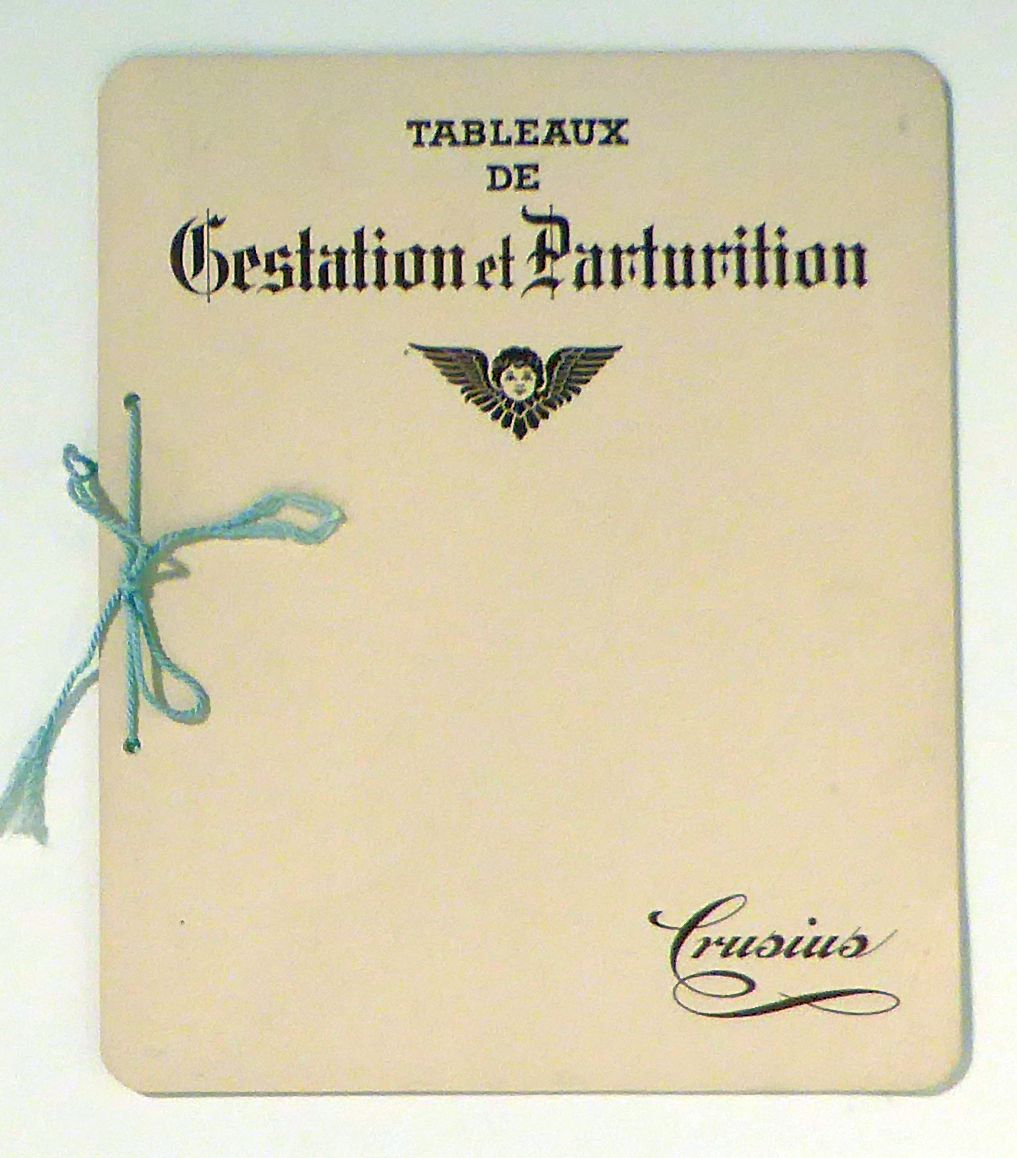 TABLEAUX
DE
Gestation et Parturition
Crusius